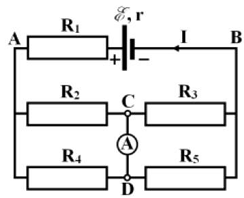 ℰ, r
A R₁ + − I B
R₂ C R₃
A
R₄ D R₅